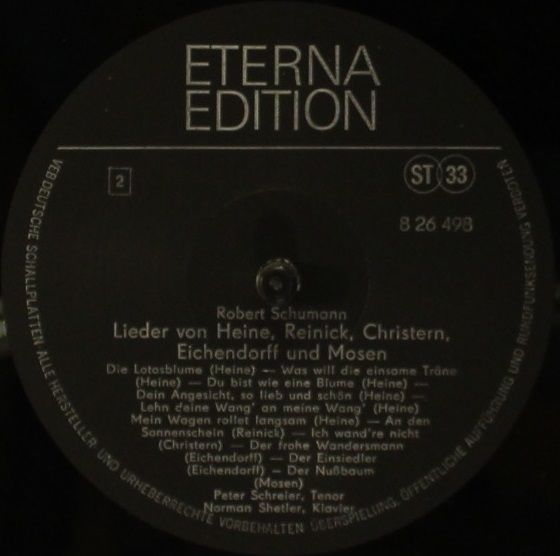 ETERNA
EDITION
2
ST 33
8 26 498
Robert Schumann
Lieder von Heine, Reinick, Christern,
Eichendorff und Mosen
Die Lotosblume (Heine) — Was will die einsame Träne
(Heine) — Du bist wie eine Blume (Heine) —
Dein Angesicht, so lieb und schön (Heine) —
Lehn deine Wang' an meine Wang' (Heine)
Mein Wagen rollet langsam (Heine) — An den
Sonnenschein (Reinick) — Ich wand're nicht
(Christern) — Der frohe Wandersmann
(Eichendorff) — Der Einsiedler
(Eichendorff) — Der Nußbaum
(Mosen)
Peter Schreier, Tenor
Norman Shetler, Klavier
VEB DEUTSCHE SCHALLPLATTEN ALLE HERSTELLER- UND URHEBERRECHTE VORBEHALTEN ÜBERSPIELUNG, ÖFFENTLICHE AUFFÜHRUNG UND RUNDFUNKSENDUNG VERBOTEN